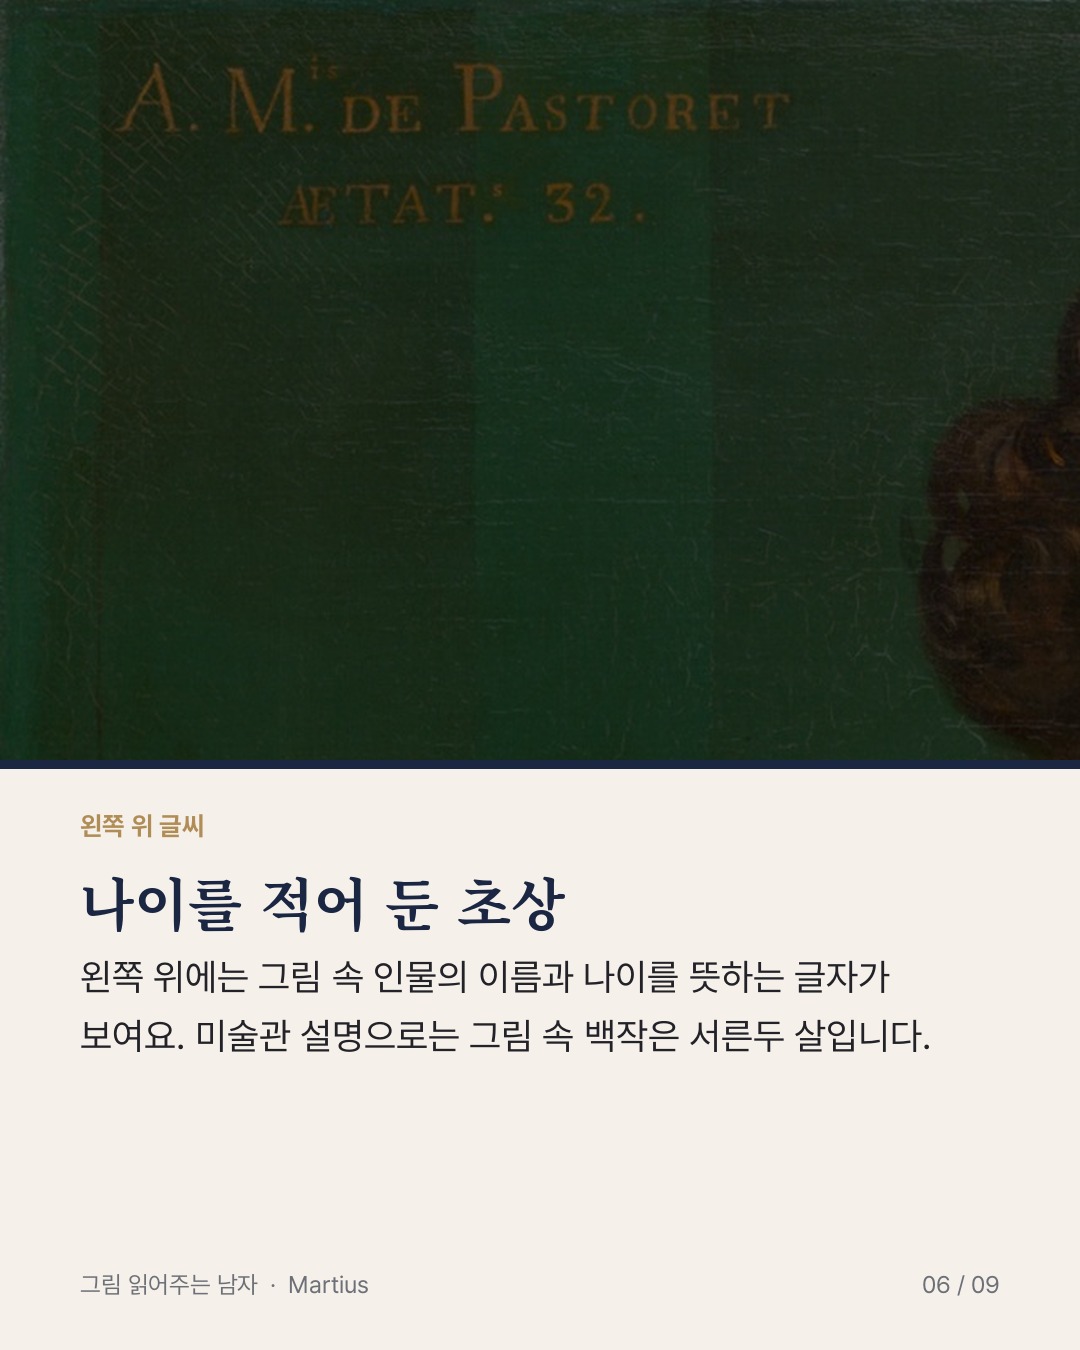 A. M.is DE PASTORET
ÆTAT.s 32.
왼쪽 위 글씨
나이를 적어 둔 초상
왼쪽 위에는 그림 속 인물의 이름과 나이를 뜻하는 글자가
보여요. 미술관 설명으로는 그림 속 백작은 서른두 살입니다.
그림 읽어주는 남자 · Martius
06 / 09